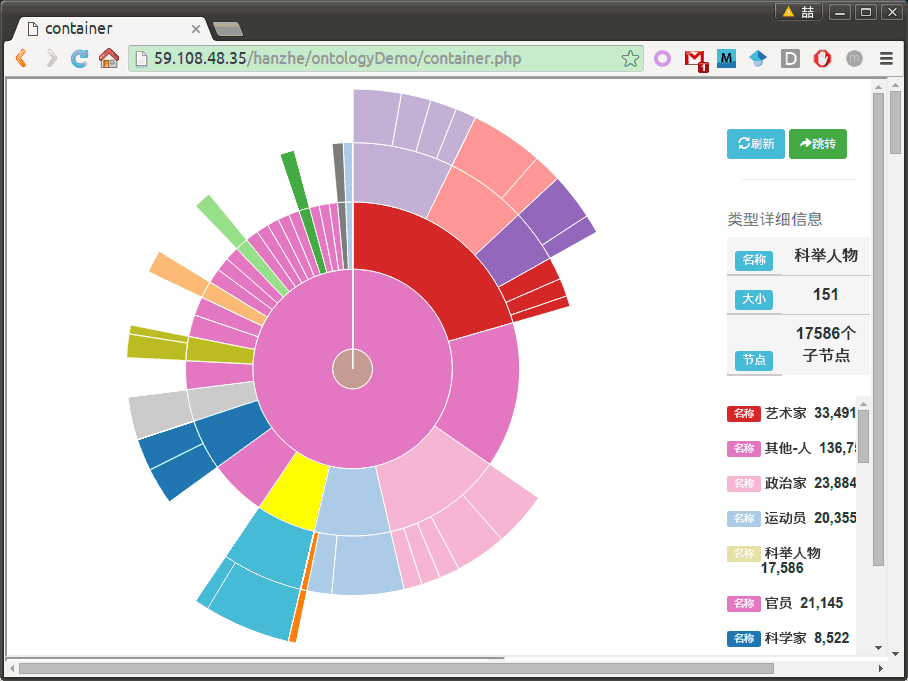 喆
container
59.108.48.35/hanzhe/ontologyDemo/container.php
1
M
D
m
刷新
跳转
类型详细信息
名称 科举人物
大小 151
节点 17586个
子节点
名称 艺术家 33,491
名称 其他-人 136,75
名称 政治家 23,884
名称 运动员 20,355
名称 科举人物
17,586
名称 官员 21,145
名称 科学家 8,522